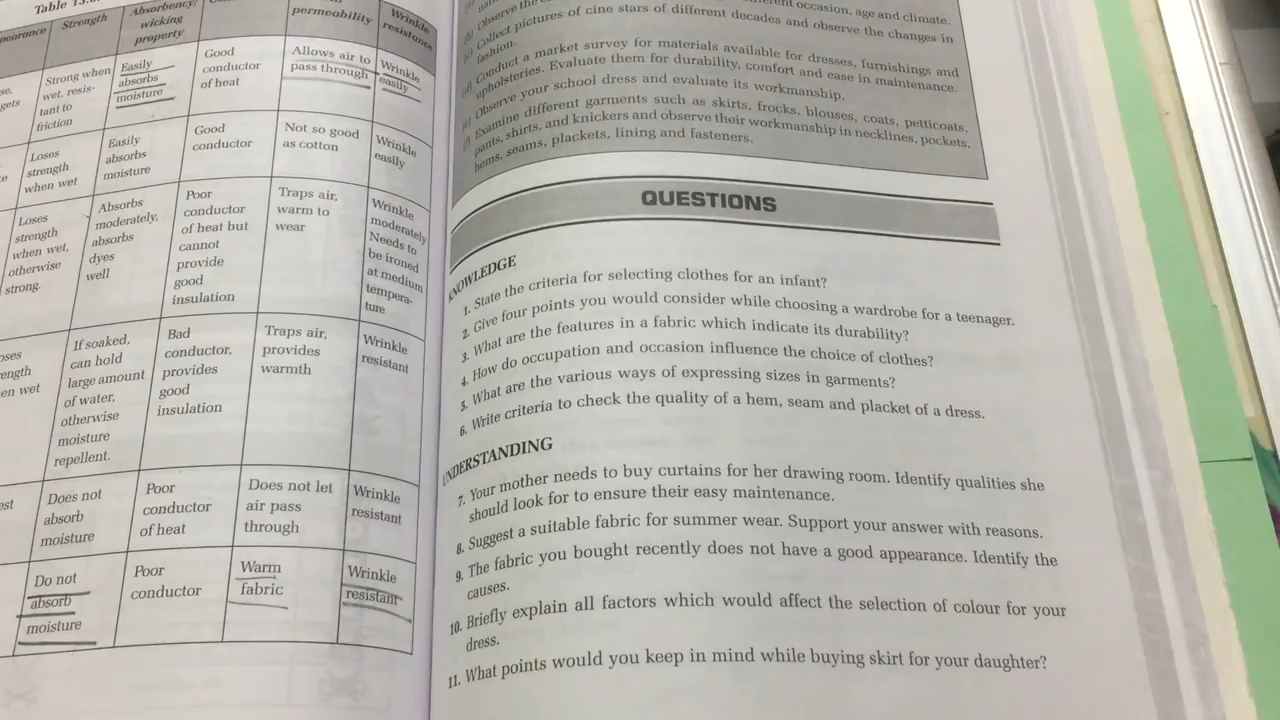 Table 13.
pearance
Strength
Absorbency/
wicking
property
permeability
Wrinkle
resistance
gets
Strong when
wet, resis-
tant to
friction
Easily
absorbs
moisture
Good
conductor
of heat
Allows air to
pass through
Wrinkle
easily
Loses
strength
when wet
Easily
absorbs
moisture
Good
conductor
Not so good
as cotton
Wrinkle
easily
Loses
strength
when wet,
otherwise
strong.
Absorbs
moderately,
absorbs
dyes
well
Poor
conductor
of heat but
cannot
provide
good
insulation
Traps air,
warm to
wear
Wrinkle
moderately
Needs to
be ironed
at medium
tempera-
ture
oses
ength
en wet
If soaked,
can hold
large amount
of water,
otherwise
moisture
repellent.
Bad
conductor,
provides
good
insulation
Traps air,
provides
warmth
Wrinkle
resistant
est
Does not
absorb
moisture
Poor
conductor
of heat
Does not let
air pass
through
Wrinkle
resistant
Do not
absorb
moisture
Poor
conductor
Warm
fabric
Wrinkle
resistant
occasion, age and climate.
(b) Observe the
(c) Collect pictures of cine stars of different decades and observe the changes in
fashion.
(d) Conduct a market survey for materials available for dresses, furnishings and
upholsteries. Evaluate them for durability, comfort and ease in maintenance.
(e) Observe your school dress and evaluate its workmanship.
(f) Examine different garments such as skirts, frocks, blouses, coats, petticoats,
pants, shirts, and knickers and observe their workmanship in necklines, pockets,
hems, seams, plackets, lining and fasteners.
QUESTIONS
KNOWLEDGE
1. State the criteria for selecting clothes for an infant?
2. Give four points you would consider while choosing a wardrobe for a teenager.
3. What are the features in a fabric which indicate its durability?
4. How do occupation and occasion influence the choice of clothes?
5. What are the various ways of expressing sizes in garments?
6. Write criteria to check the quality of a hem, seam and placket of a dress.
UNDERSTANDING
7. Your mother needs to buy curtains for her drawing room. Identify qualities she
should look for to ensure their easy maintenance.
8. Suggest a suitable fabric for summer wear. Support your answer with reasons.
9. The fabric you bought recently does not have a good appearance. Identify the
causes.
10. Briefly explain all factors which would affect the selection of colour for your
dress.
11. What points would you keep in mind while buying skirt for your daughter?